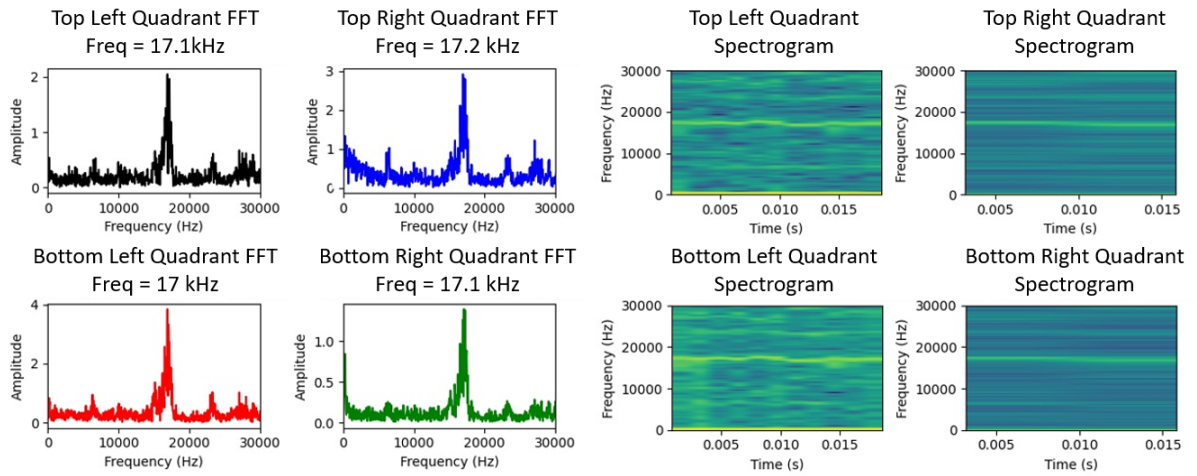 Top Left Quadrant FFT
Freq = 17.1kHz
Top Right Quadrant FFT
Freq = 17.2 kHz
Top Left Quadrant
Spectrogram
Top Right Quadrant
Spectrogram
2
1
0
Amplitude
0 10000 20000 30000
Frequency (Hz)
3
2
1
0
Amplitude
0 10000 20000 30000
Frequency (Hz)
30000
20000
10000
0
Frequency (Hz)
0.005 0.010 0.015
Time (s)
30000
20000
10000
0
Frequency (Hz)
0.005 0.010 0.015
Time (s)
Bottom Left Quadrant FFT
Freq = 17 kHz
Bottom Right Quadrant FFT
Freq = 17.1 kHz
Bottom Left Quadrant
Spectrogram
Bottom Right Quadrant
Spectrogram
4
2
0
Amplitude
0 10000 20000 30000
Frequency (Hz)
1.0
0.5
0.0
Amplitude
0 10000 20000 30000
Frequency (Hz)
30000
20000
10000
0
Frequency (Hz)
0.005 0.010 0.015
Time (s)
30000
20000
10000
0
Frequency (Hz)
0.005 0.010 0.015
Time (s)